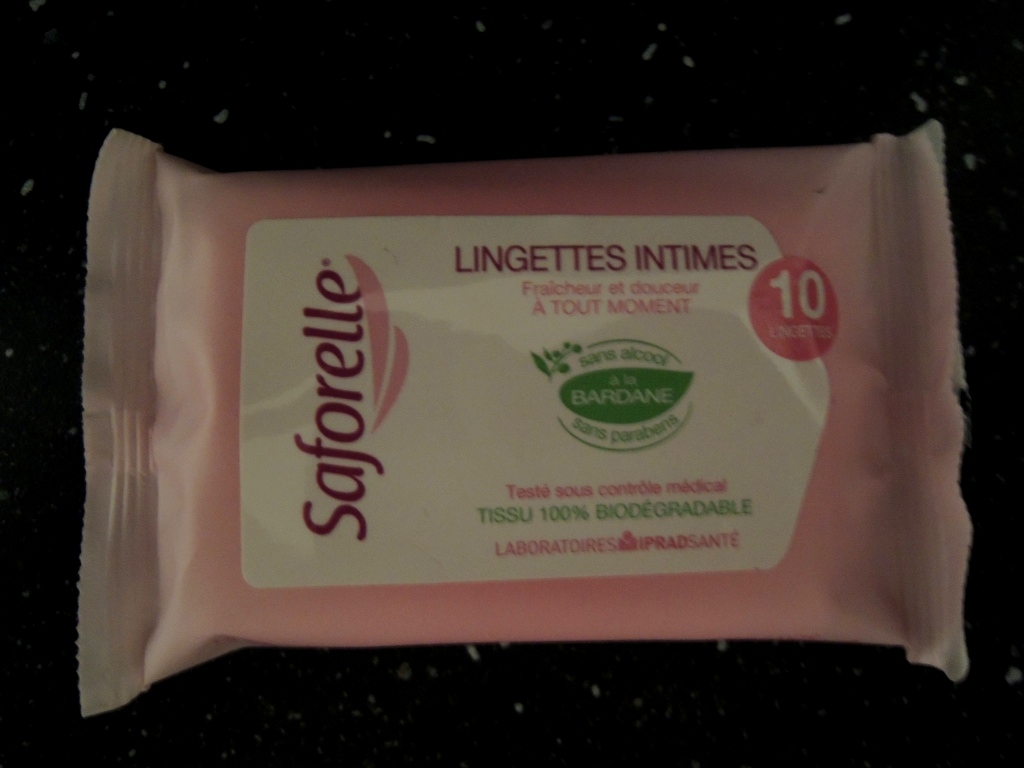 Saforelle®
LINGETTES INTIMES
Fraîcheur et douceur
À TOUT MOMENT
10
LINGETTES
sans alcool
à la
BARDANE
sans parabens
Testé sous contrôle médical
TISSU 100% BIODÉGRADABLE
LABORATOIRES IPRADSANTÉ